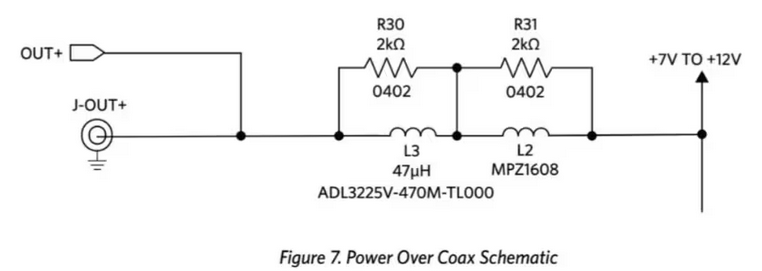 R30
2kΩ
0402
R31
2kΩ
0402
OUT+
J-OUT+
+7V TO +12V
L3
47µH
ADL3225V-470M-TL000
L2
MPZ1608
Figure 7. Power Over Coax Schematic